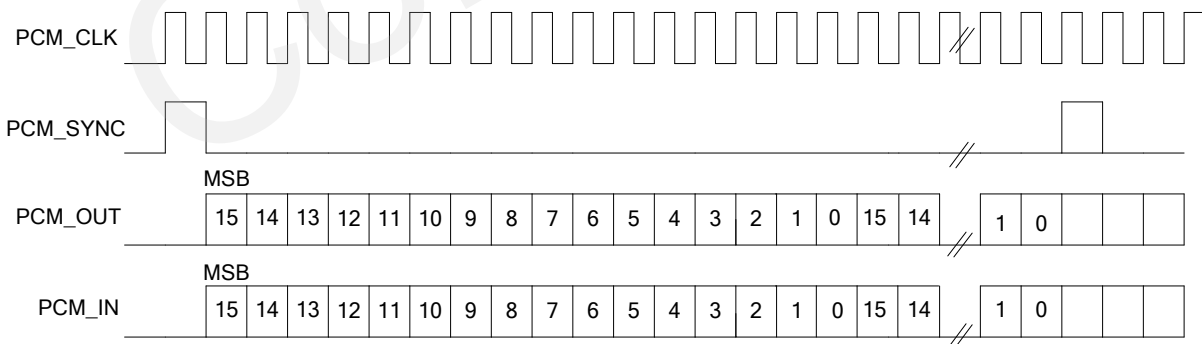 PCM_CLK
PCM_SYNC
MSB
PCM_OUT 15 14 13 12 11 10 9 8 7 6 5 4 3 2 1 0 15 14 1 0
MSB
PCM_IN 15 14 13 12 11 10 9 8 7 6 5 4 3 2 1 0 15 14 1 0